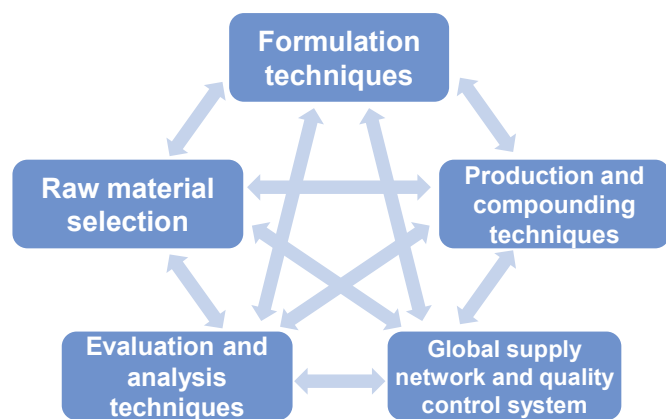 Formulation
techniques
Raw material
selection
Production and
compounding
techniques
Evaluation and
analysis
techniques
Global supply
network and quality
control system